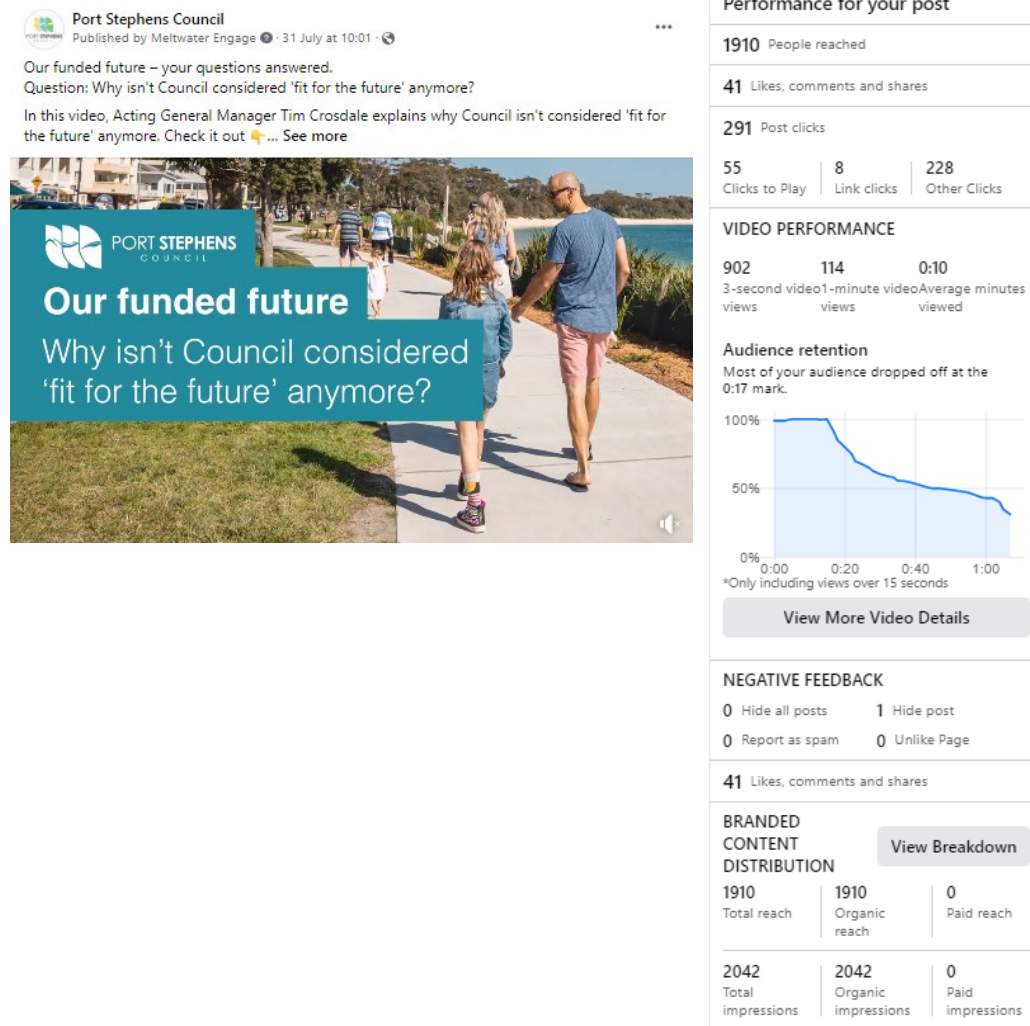 Port Stephens Council
Published by Meltwater Engage · 31 July at 10:01 ·
Our funded future – your questions answered.
Question: Why isn't Council considered 'fit for the future' anymore?
In this video, Acting General Manager Tim Crosdale explains why Council isn't considered 'fit for
the future' anymore. Check it out 👇... See more
PORT STEPHENS
COUNCIL
Our funded future
Why isn't Council considered
'fit for the future' anymore?
Performance for your post
1910 People reached
41 Likes, comments and shares
291 Post clicks
55 8 228
Clicks to Play Link clicks Other Clicks
VIDEO PERFORMANCE
902 114 0:10
3-second video 1-minute video Average minutes
views views viewed
Audience retention
Most of your audience dropped off at the
0:17 mark.
100%
50%
0%
0:00 0:20 0:40 1:00
*Only including views over 15 seconds
View More Video Details
NEGATIVE FEEDBACK
0 Hide all posts 1 Hide post
0 Report as spam 0 Unlike Page
41 Likes, comments and shares
BRANDED
CONTENT
DISTRIBUTION
View Breakdown
1910 1910 0
Total reach Organic Paid reach
reach
2042 2042 0
Total Organic Paid
impressions impressions impressions